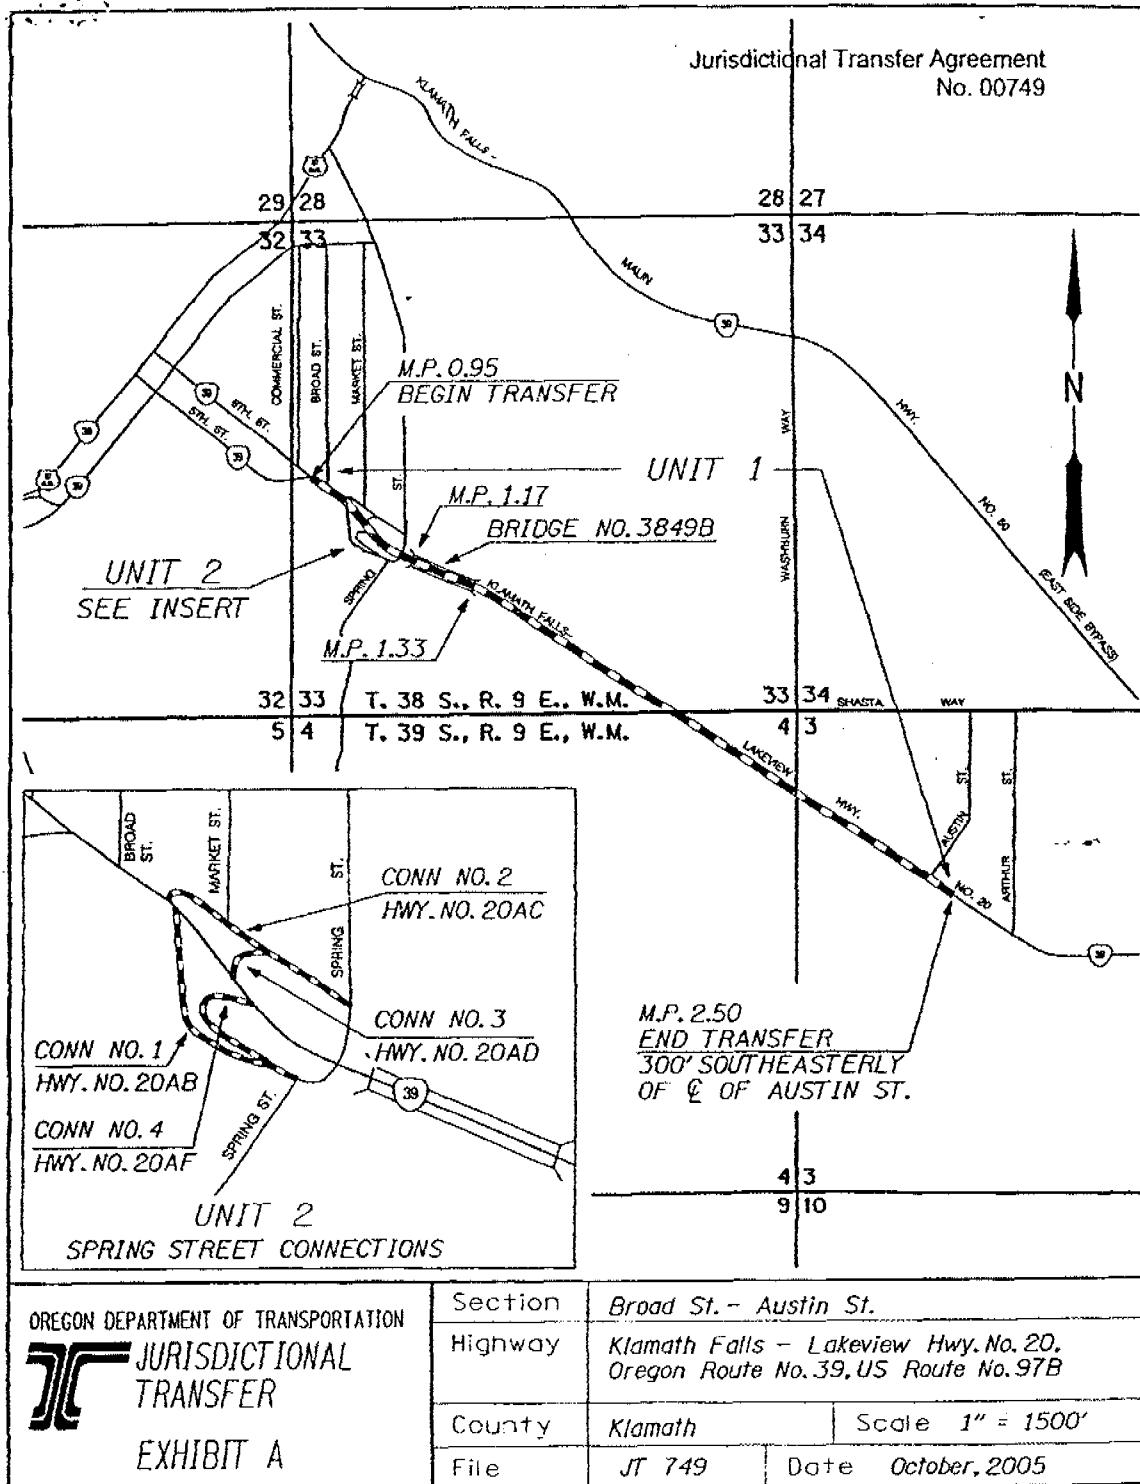 Jurisdictional Transfer Agreement
No. 00749
KLAMATH FALLS -
29 28
28 27
32 33
33 34
MALIN
39
COMMERCIAL ST.
BROAD ST.
MARKET ST.
M.P. 0.95
BEGIN TRANSFER
WAY
HWY.
N
39
8TH. ST.
5TH. ST.
39
39
39
ST.
UNIT 1
M.P. 1.17
BRIDGE NO. 3849B
WASHBURN
NO. 50
UNIT 2
SEE INSERT
SPRING
KLAMATH FALLS-
(EAST SIDE BYPASS)
M.P. 1.33
32 33 T. 38 S., R. 9 E., W.M.
33 34 SHASTA WAY
5 4 T. 39 S., R. 9 E., W.M.
4 3
LAKEVIEW
HWY.
AUSTIN ST.
ARTHUR ST.
NO. 20
39
BROAD ST.
MARKET ST.
SPRING ST.
CONN NO. 2
HWY. NO. 20AC
CONN NO. 3
HWY. NO. 20AD
CONN NO. 1
HWY. NO. 20AB
39
CONN NO. 4
HWY. NO. 20AF
SPRING ST.
UNIT 2
SPRING STREET CONNECTIONS
M.P. 2.50
END TRANSFER
300' SOUTHEASTERLY
OF ℄ OF AUSTIN ST.
4 3
9 10
OREGON DEPARTMENT OF TRANSPORTATION
JURISDICTIONAL
TRANSFER
EXHIBIT A
Section Broad St. - Austin St.
Highway Klamath Falls - Lakeview Hwy. No. 20,
Oregon Route No. 39, US Route No. 97B
County Klamath Scale 1" = 1500'
File JT 749 Date October, 2005